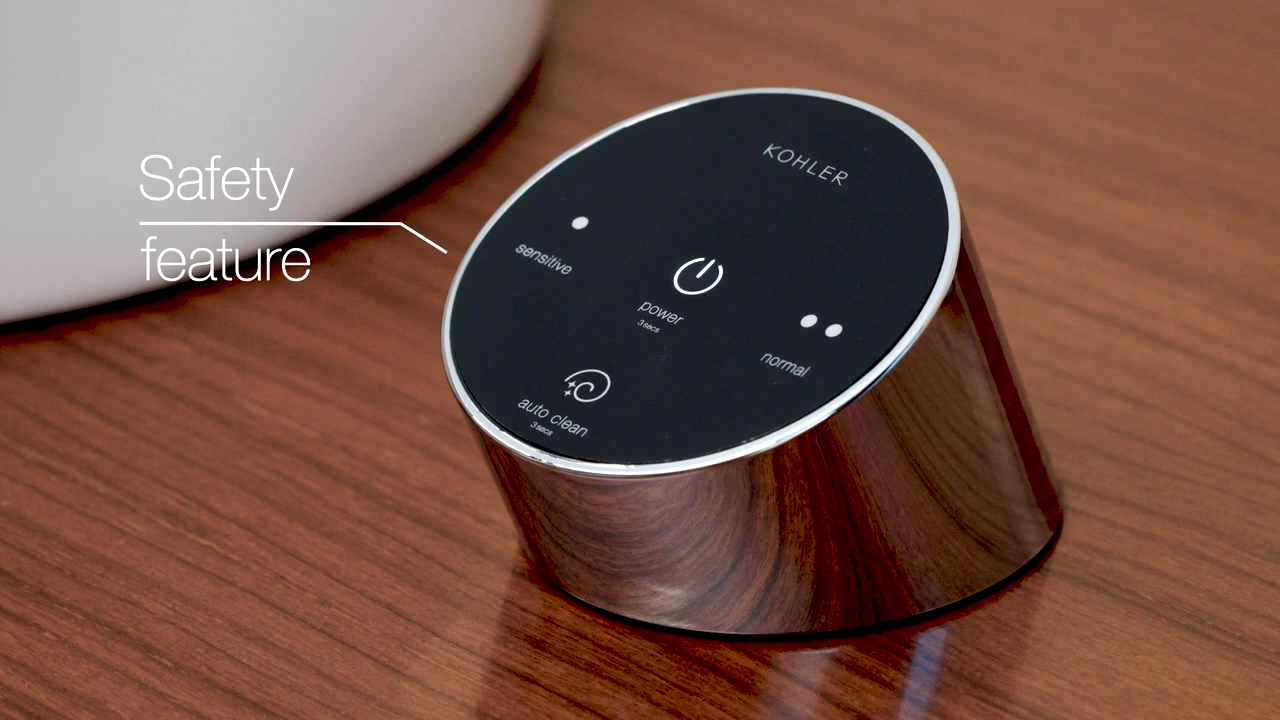 Safety
feature
KOHLER
sensitive
power
3 secs
normal
auto clean
3 secs